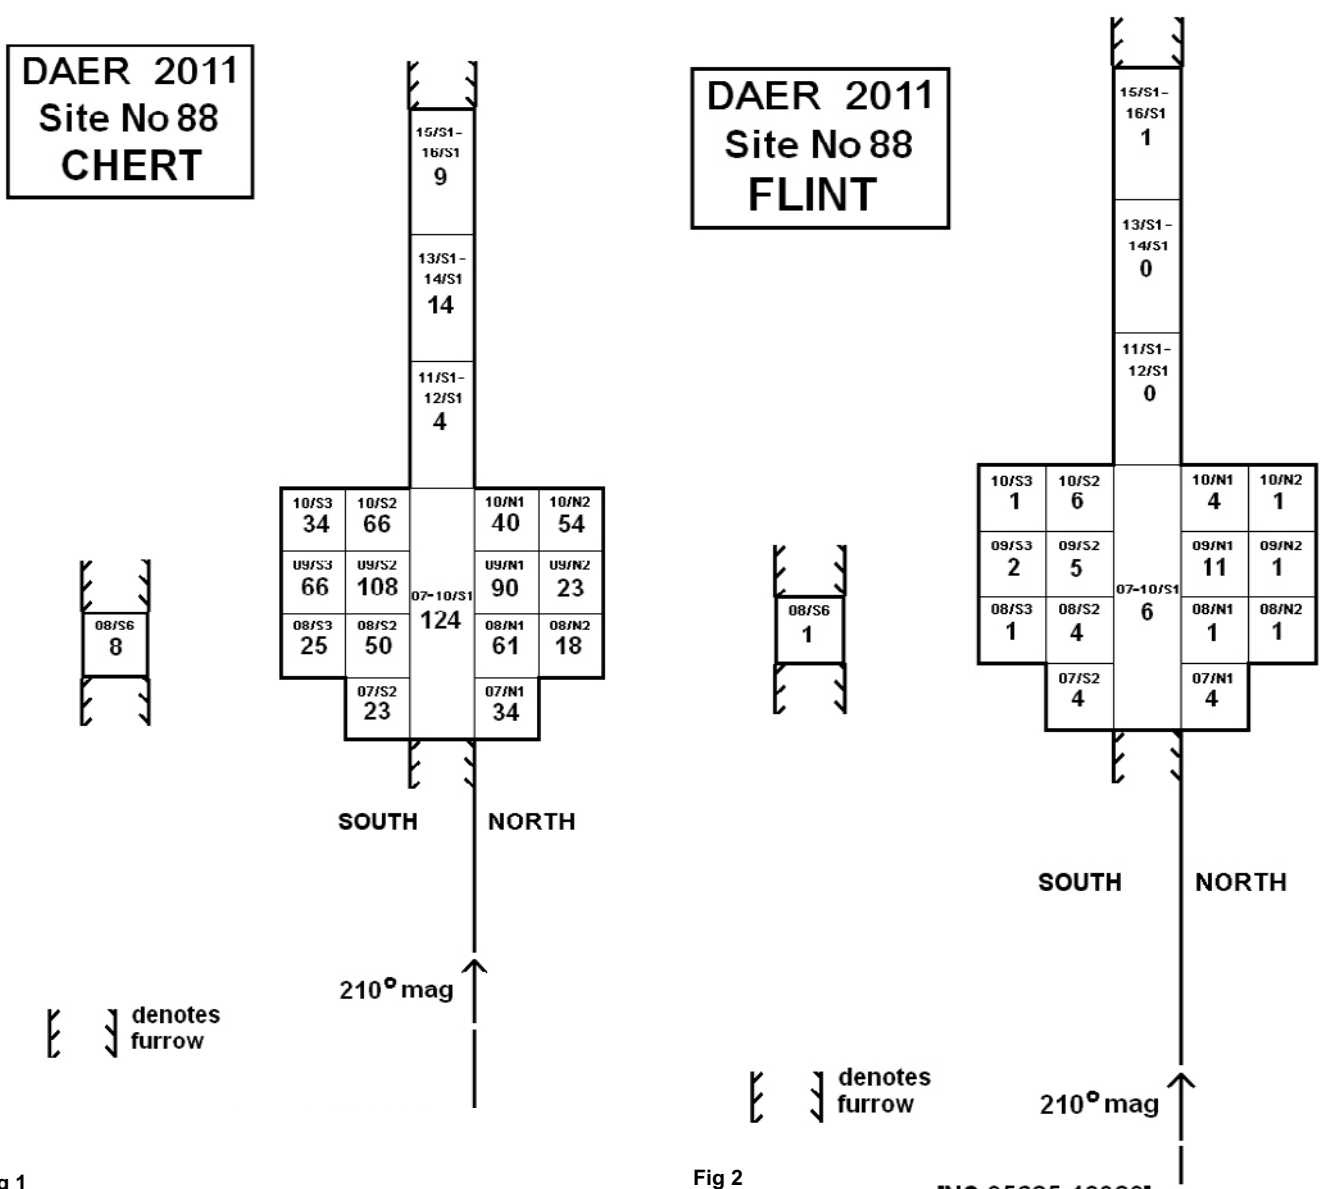 DAER 2011
Site No 88
CHERT
15/S1-
16/S1
9
13/S1-
14/S1
14
11/S1-
12/S1
4
10/S3
34
10/S2
66
10/N1
40
10/N2
54
09/S3
66
09/S2
108
07-10/S1
124
09/N1
90
09/N2
23
08/S3
25
08/S2
50
08/N1
61
08/N2
18
07/S2
23
07/N1
34
08/S6
8
SOUTH NORTH
210° mag
denotes
furrow
g 1
DAER 2011
Site No 88
FLINT
15/S1-
16/S1
1
13/S1-
14/S1
0
11/S1-
12/S1
0
10/S3
1
10/S2
6
10/N1
4
10/N2
1
09/S3
2
09/S2
5
07-10/S1
6
09/N1
11
09/N2
1
08/S3
1
08/S2
4
08/N1
1
08/N2
1
07/S2
4
07/N1
4
08/S6
1
SOUTH NORTH
210° mag
denotes
furrow
Fig 2